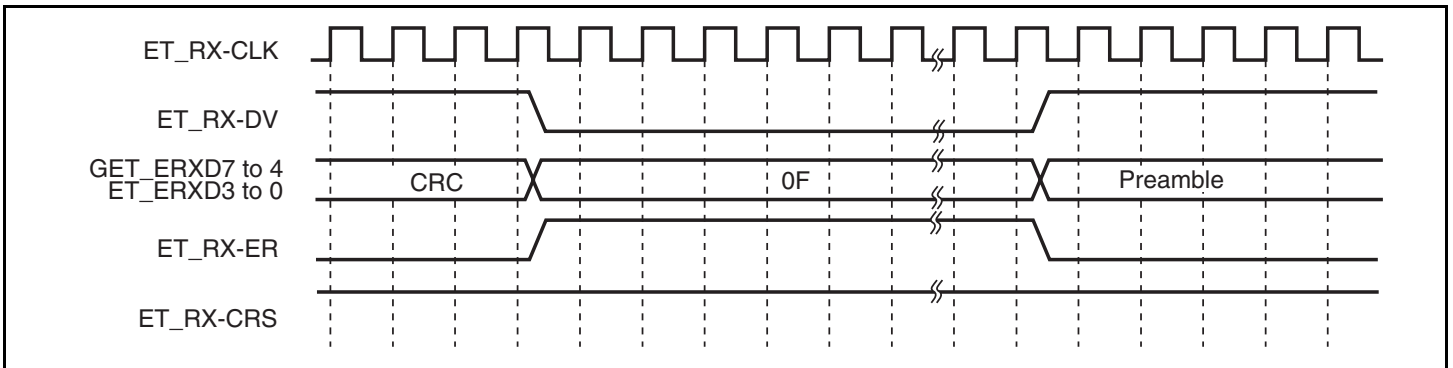 ET_RX-CLK
ET_RX-DV
GET_ERXD7 to 4
ET_ERXD3 to 0
CRC
0F
Preamble
ET_RX-ER
ET_RX-CRS